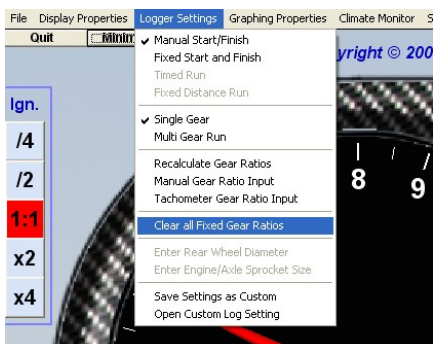 File Display Properties Logger Settings Graphing Properties Climate Monitor S
Quit Minim
Manual Start/Finish
Fixed Start and Finish
Timed Run
Fixed Distance Run
Single Gear
Multi Gear Run
Recalculate Gear Ratios
Manual Gear Ratio Input
Tachometer Gear Ratio Input
Clear all Fixed Gear Ratios
Enter Rear Wheel Diameter
Enter Engine/Axle Sprocket Size
Save Settings as Custom
Open Custom Log Setting
yright © 200
Ign.
/4
/2
1:1
x2
x4
8
9